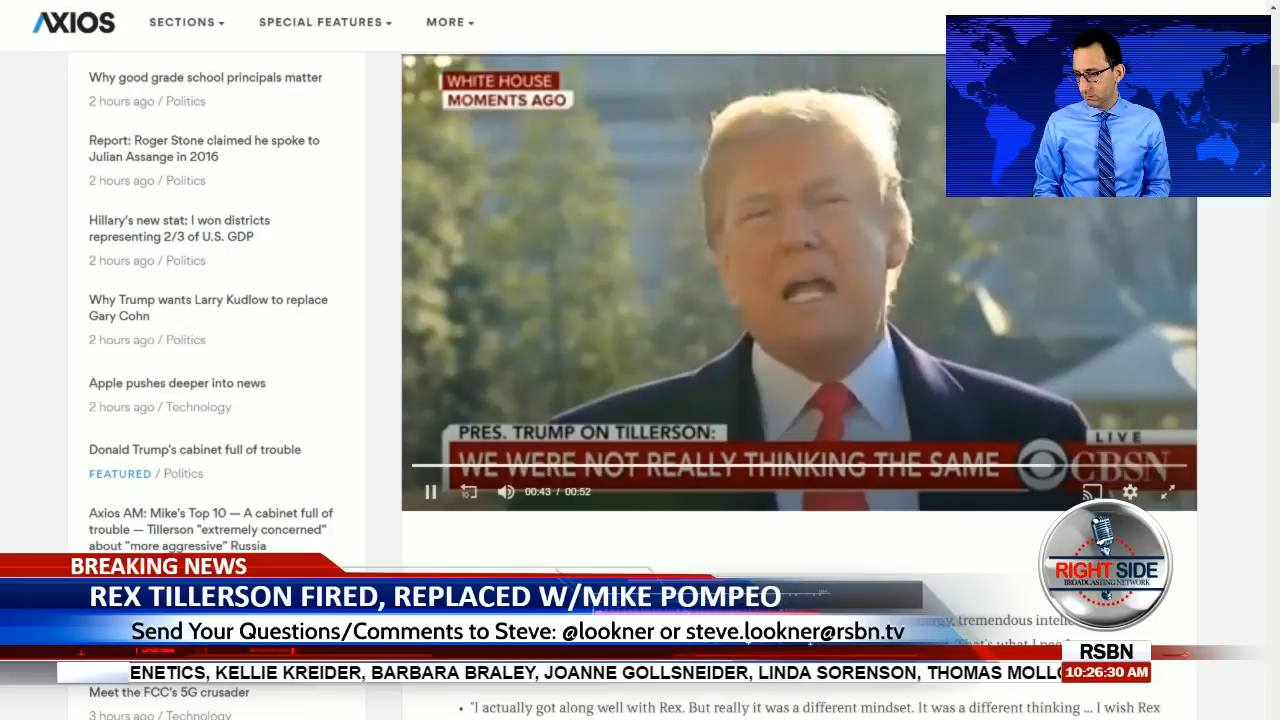 AXIOS
SECTIONS
SPECIAL FEATURES
MORE
Why good grade school principals matter
2 hours ago / Politics
Report: Roger Stone claimed he spoke to
Julian Assange in 2016
2 hours ago / Politics
Hillary's new stat: I won districts
representing 2/3 of U.S. GDP
2 hours ago / Politics
Why Trump wants Larry Kudlow to replace
Gary Cohn
2 hours ago / Politics
Apple pushes deeper into news
2 hours ago / Technology
Donald Trump's cabinet full of trouble
FEATURED / Politics
Axios AM: Mike's Top 10 — A cabinet full of
trouble — Tillerson "extremely concerned"
about "more aggressive" Russia
WHITE HOUSE
MOMENTS AGO
PRES. TRUMP ON TILLERSON:
WE WERE NOT REALLY THINKING THE SAME
LIVE
CBSN
10
00:43 / 00:52
BREAKING NEWS
REX TILLERSON FIRED, REPLACED W/MIKE POMPEO
Send Your Questions/Comments to Steve: @lookner or steve.lookner@rsbn.tv
RIGHT SIDE
BROADCASTING NETWORK
tremendous
RSBN
10:26:30 AM
ENETICS, KELLIE KREIDER, BARBARA BRALEY, JOANNE GOLLSNEIDER, LINDA SORENSON, THOMAS MOLLO
Meet the FCC's 5G crusader
3 hours ago / Technology
• "I actually got along well with Rex. But really it was a different mindset. It was a different thinking ... I wish Rex